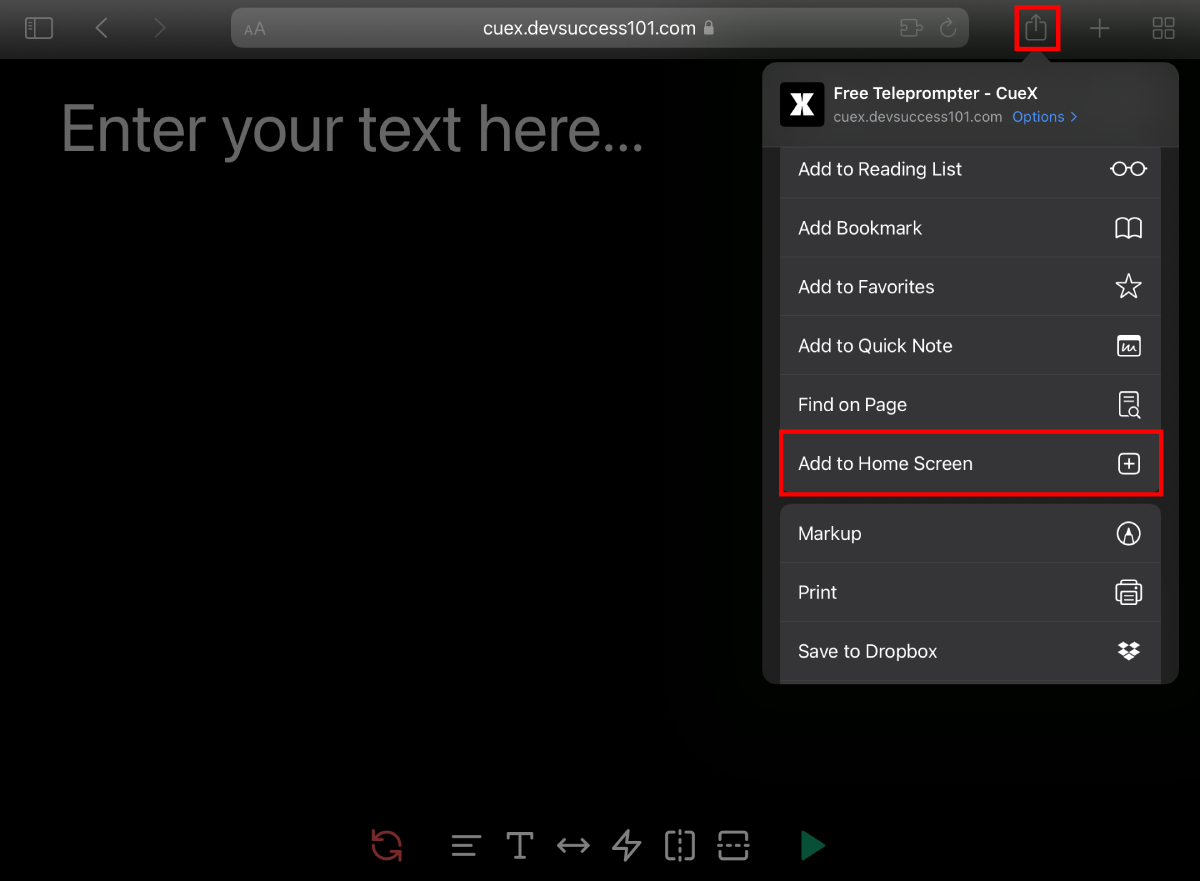 AA
cuex.devsuccess101.com
Free Teleprompter - CueX
cuex.devsuccess101.com Options >
Enter your text here...
Add to Reading List
Add Bookmark
Add to Favorites
Add to Quick Note
Find on Page
Add to Home Screen
Markup
Print
Save to Dropbox